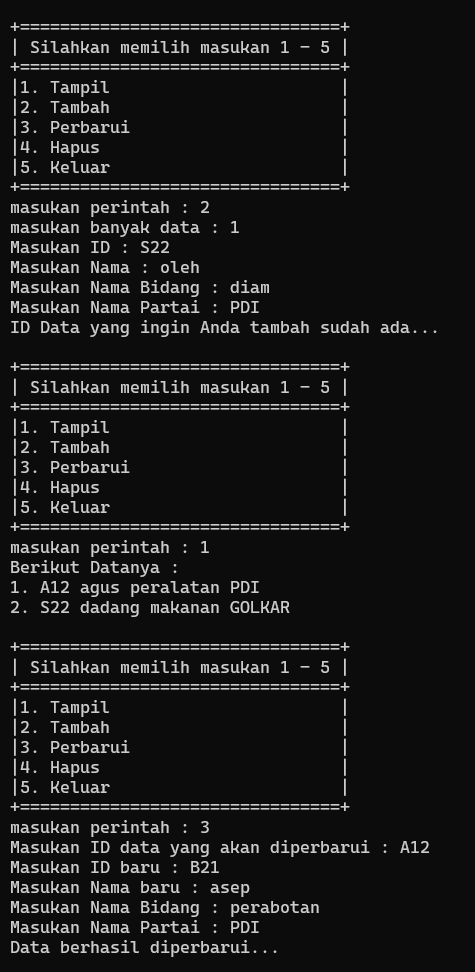 +================================+
| Silahkan memilih masukan 1 - 5 |
+================================+
|1. Tampil                       |
|2. Tambah                       |
|3. Perbarui                     |
|4. Hapus                        |
|5. Keluar                       |
+================================+
masukan perintah : 2
masukan banyak data : 1
Masukan ID : S22
Masukan Nama : oleh
Masukan Nama Bidang : diam
Masukan Nama Partai : PDI
ID Data yang ingin Anda tambah sudah ada...

+================================+
| Silahkan memilih masukan 1 - 5 |
+================================+
|1. Tampil                       |
|2. Tambah                       |
|3. Perbarui                     |
|4. Hapus                        |
|5. Keluar                       |
+================================+
masukan perintah : 1
Berikut Datanya :
1. A12 agus peralatan PDI
2. S22 dadang makanan GOLKAR

+================================+
| Silahkan memilih masukan 1 - 5 |
+================================+
|1. Tampil                       |
|2. Tambah                       |
|3. Perbarui                     |
|4. Hapus                        |
|5. Keluar                       |
+================================+
masukan perintah : 3
Masukan ID data yang akan diperbarui : A12
Masukan ID baru : B21
Masukan Nama baru : asep
Masukan Nama Bidang : perabotan
Masukan Nama Partai : PDI
Data berhasil diperbarui...